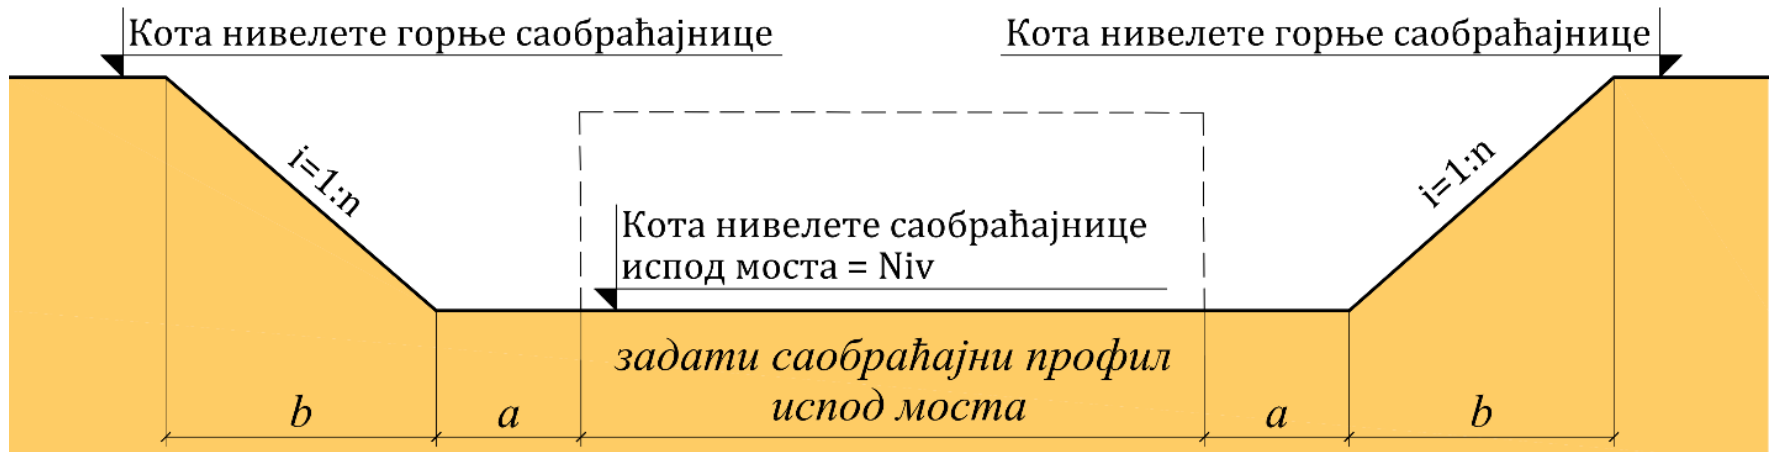 Кота нивелете горње саобраћајнице
Кота нивелете горње саобраћајнице
i=1:n
i=1:n
Кота нивелете саобраћајнице
испод моста = Niv
задати саобраћајни профил
испод моста
b
a
a
b